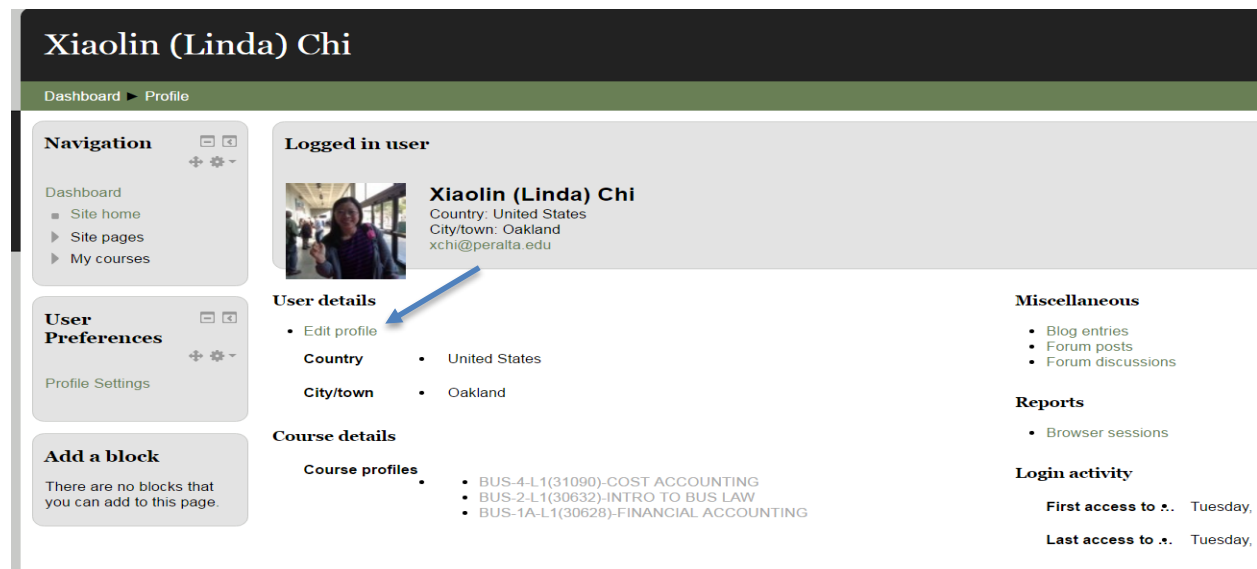 Xiaolin (Linda) Chi
Dashboard ► Profile
Navigation
Dashboard
Site home
Site pages
My courses
User
Preferences
Profile Settings
Add a block
There are no blocks that
you can add to this page.
Logged in user
Xiaolin (Linda) Chi
Country: United States
City/town: Oakland
xchi@peralta.edu
User details
• Edit profile
Country • United States
City/town • Oakland
Course details
Course profiles
• BUS-4-L1(31090)-COST ACCOUNTING
• BUS-2-L1(30632)-INTRO TO BUS LAW
• BUS-1A-L1(30628)-FINANCIAL ACCOUNTING
Miscellaneous
• Blog entries
• Forum posts
• Forum discussions
Reports
• Browser sessions
Login activity
First access to ... Tuesday,
Last access to ... Tuesday,